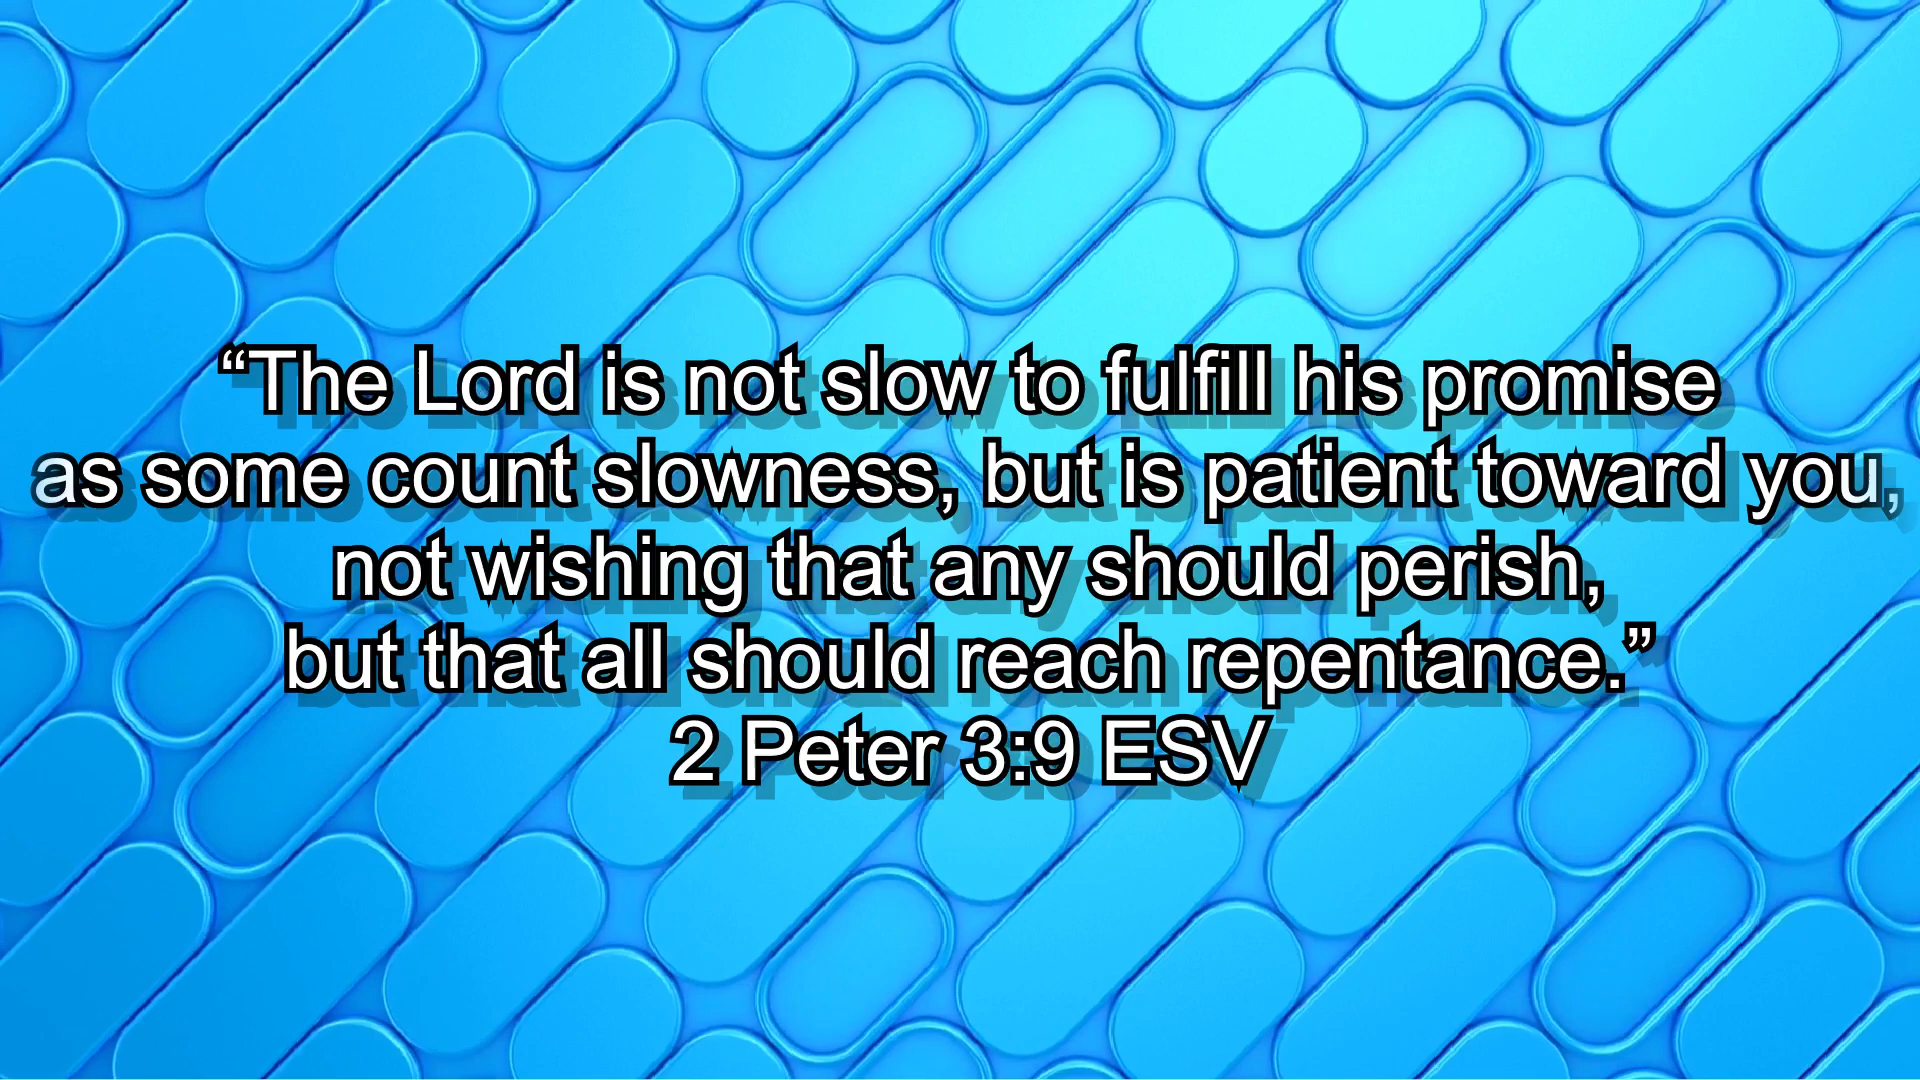 “The Lord is not slow to fulfill his promise
as some count slowness, but is patient toward you,
not wishing that any should perish,
but that all should reach repentance.”
2 Peter 3:9 ESV